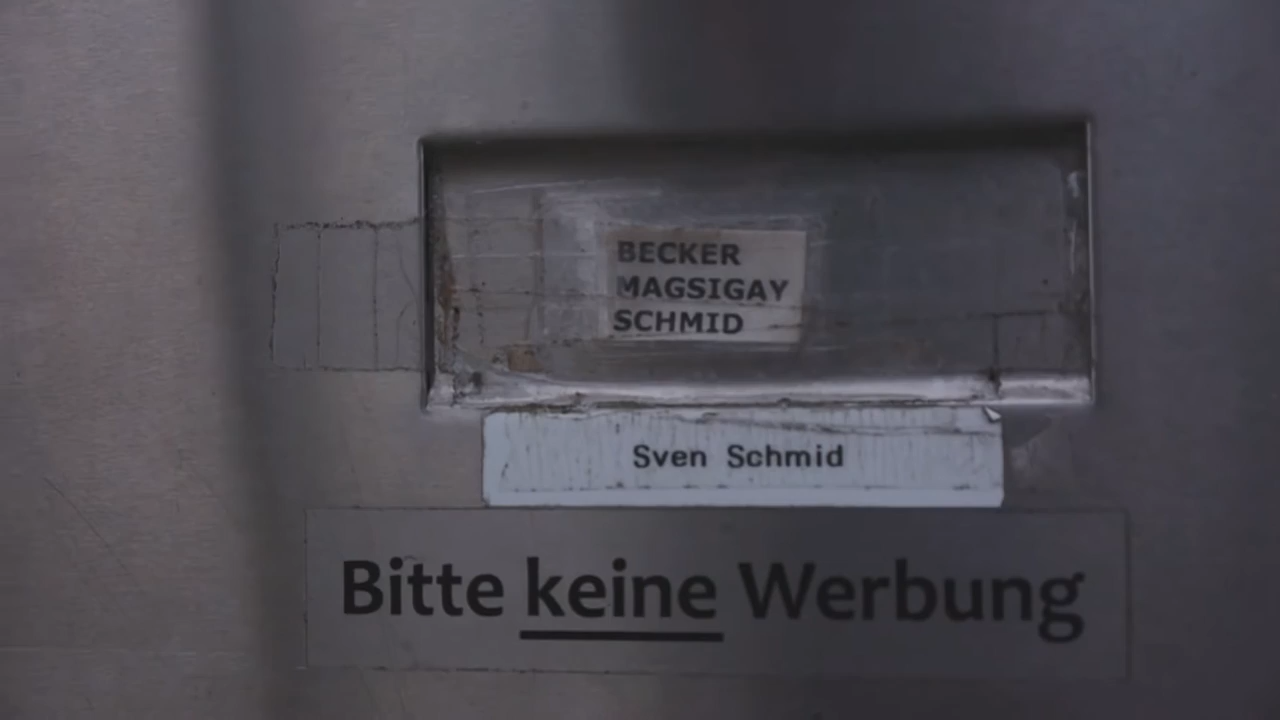 BECKER
MAGSIGAY
SCHMID
Sven Schmid
Bitte keine Werbung